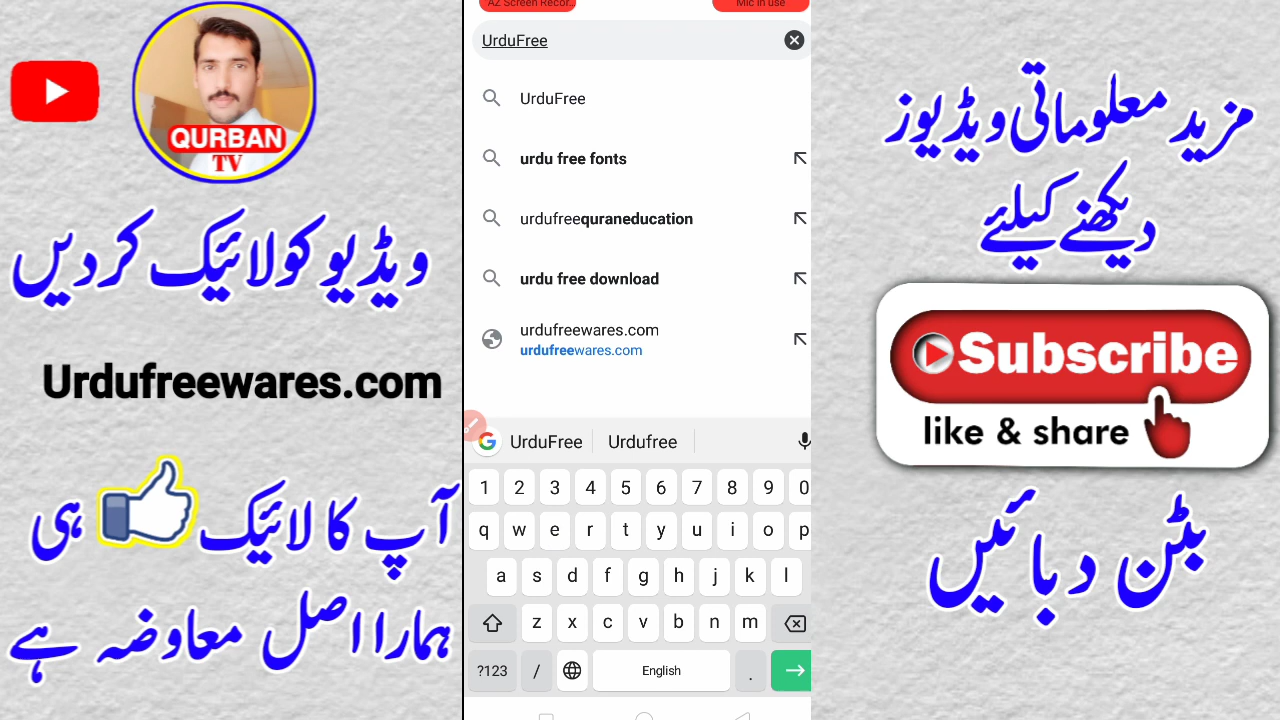 QURBAN
TV
ویڈیو کو لائیک کر دیں
Urdufreewares.com
آپ کا لائیک ہی
ہمارا اصل معاوضہ ہے
AZ Screen Recor..
Mic in use
UrduFree
UrduFree
urdu free fonts
urdufreequraneducation
urdu free download
urdufreewares.com
urdufreewares.com
UrduFree Urdufree
1 2 3 4 5 6 7 8 9 0
q w e r t y u i o p
a s d f g h j k l
z x c v b n m
?123 / English .
مزید معلوماتی ویڈیوز
دیکھنے کیلئے
Subscribe
like & share
بٹن دبائیں